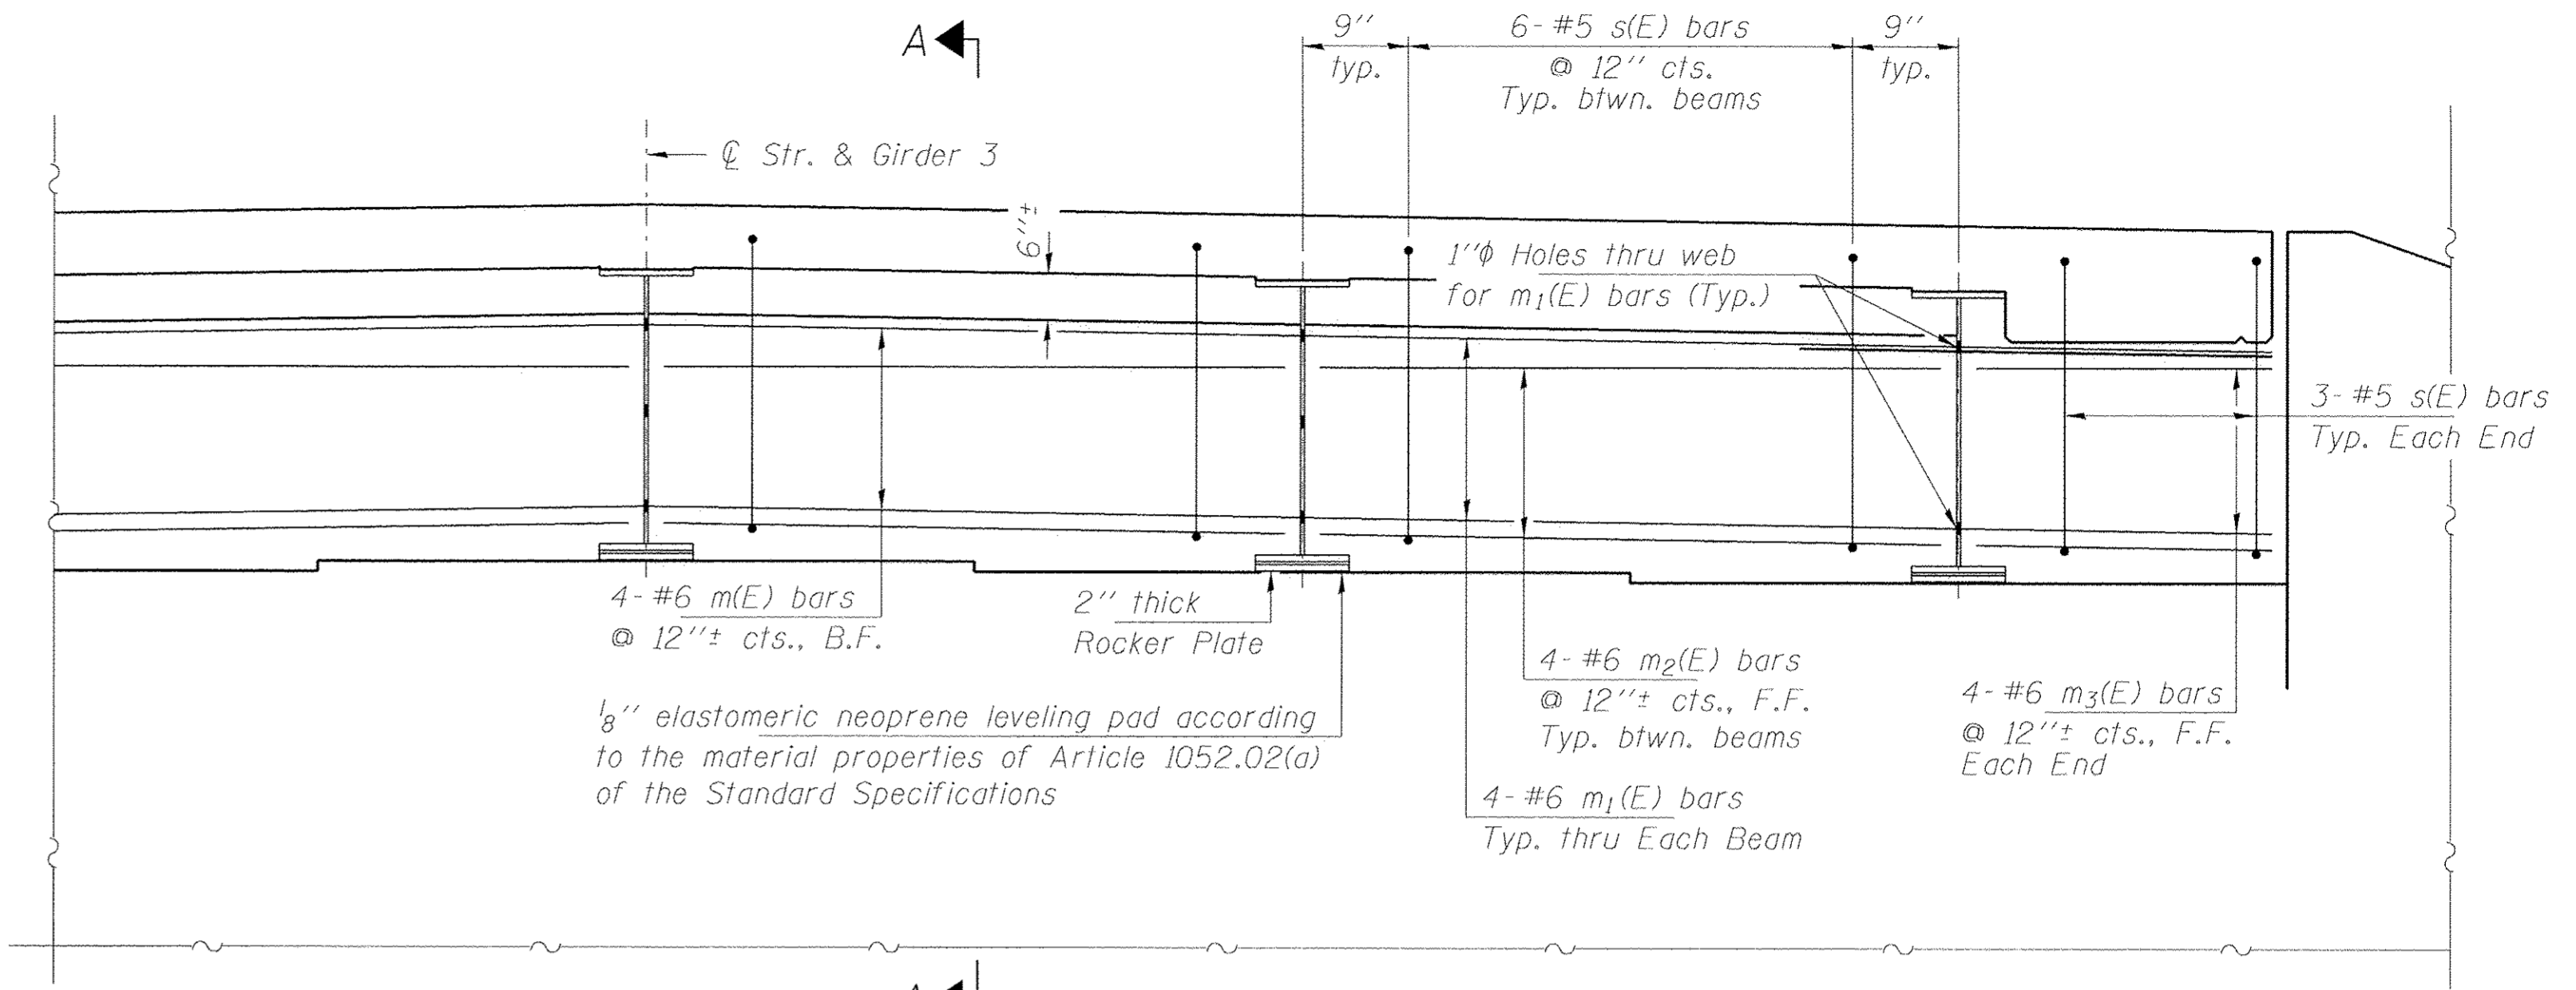 A
9"
typ.
6-#5 s(E) bars
@ 12" cts.
Typ. btwn. beams
9"
typ.
℄ Str. & Girder 3
6"±
1"ϕ Holes thru web
for m1(E) bars (Typ.)
3-#5 s(E) bars
Typ. Each End
4-#6 m(E) bars
@ 12"± cts., B.F.
2" thick
Rocker Plate
1/8" elastomeric neoprene leveling pad according
to the material properties of Article 1052.02(a)
of the Standard Specifications
4-#6 m2(E) bars
@ 12"± cts., F.F.
Typ. btwn. beams
4-#6 m3(E) bars
@ 12"± cts., F.F.
Each End
4-#6 m1(E) bars
Typ. thru Each Beam